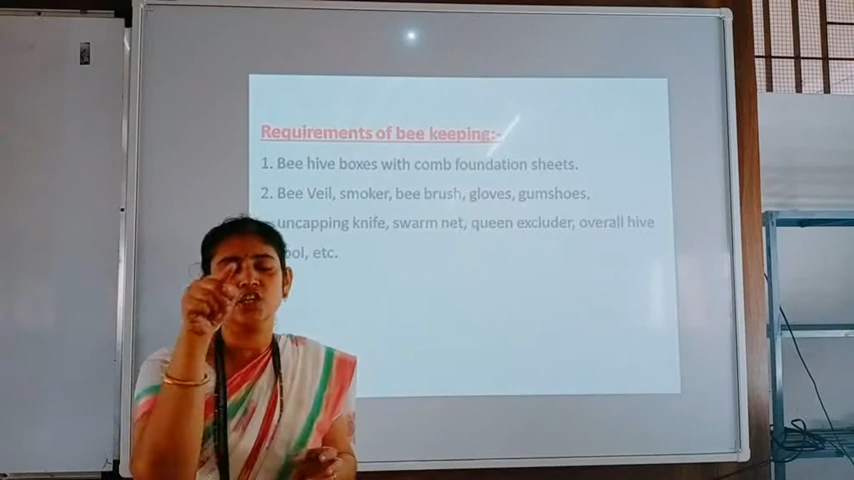 Requirements of bee keeping:-
1. Bee hive boxes with comb foundation sheets.
2. Bee Veil, smoker, bee brush, gloves, gumshoes,
uncapping knife, swarm net, queen excluder, overall hive
etc.